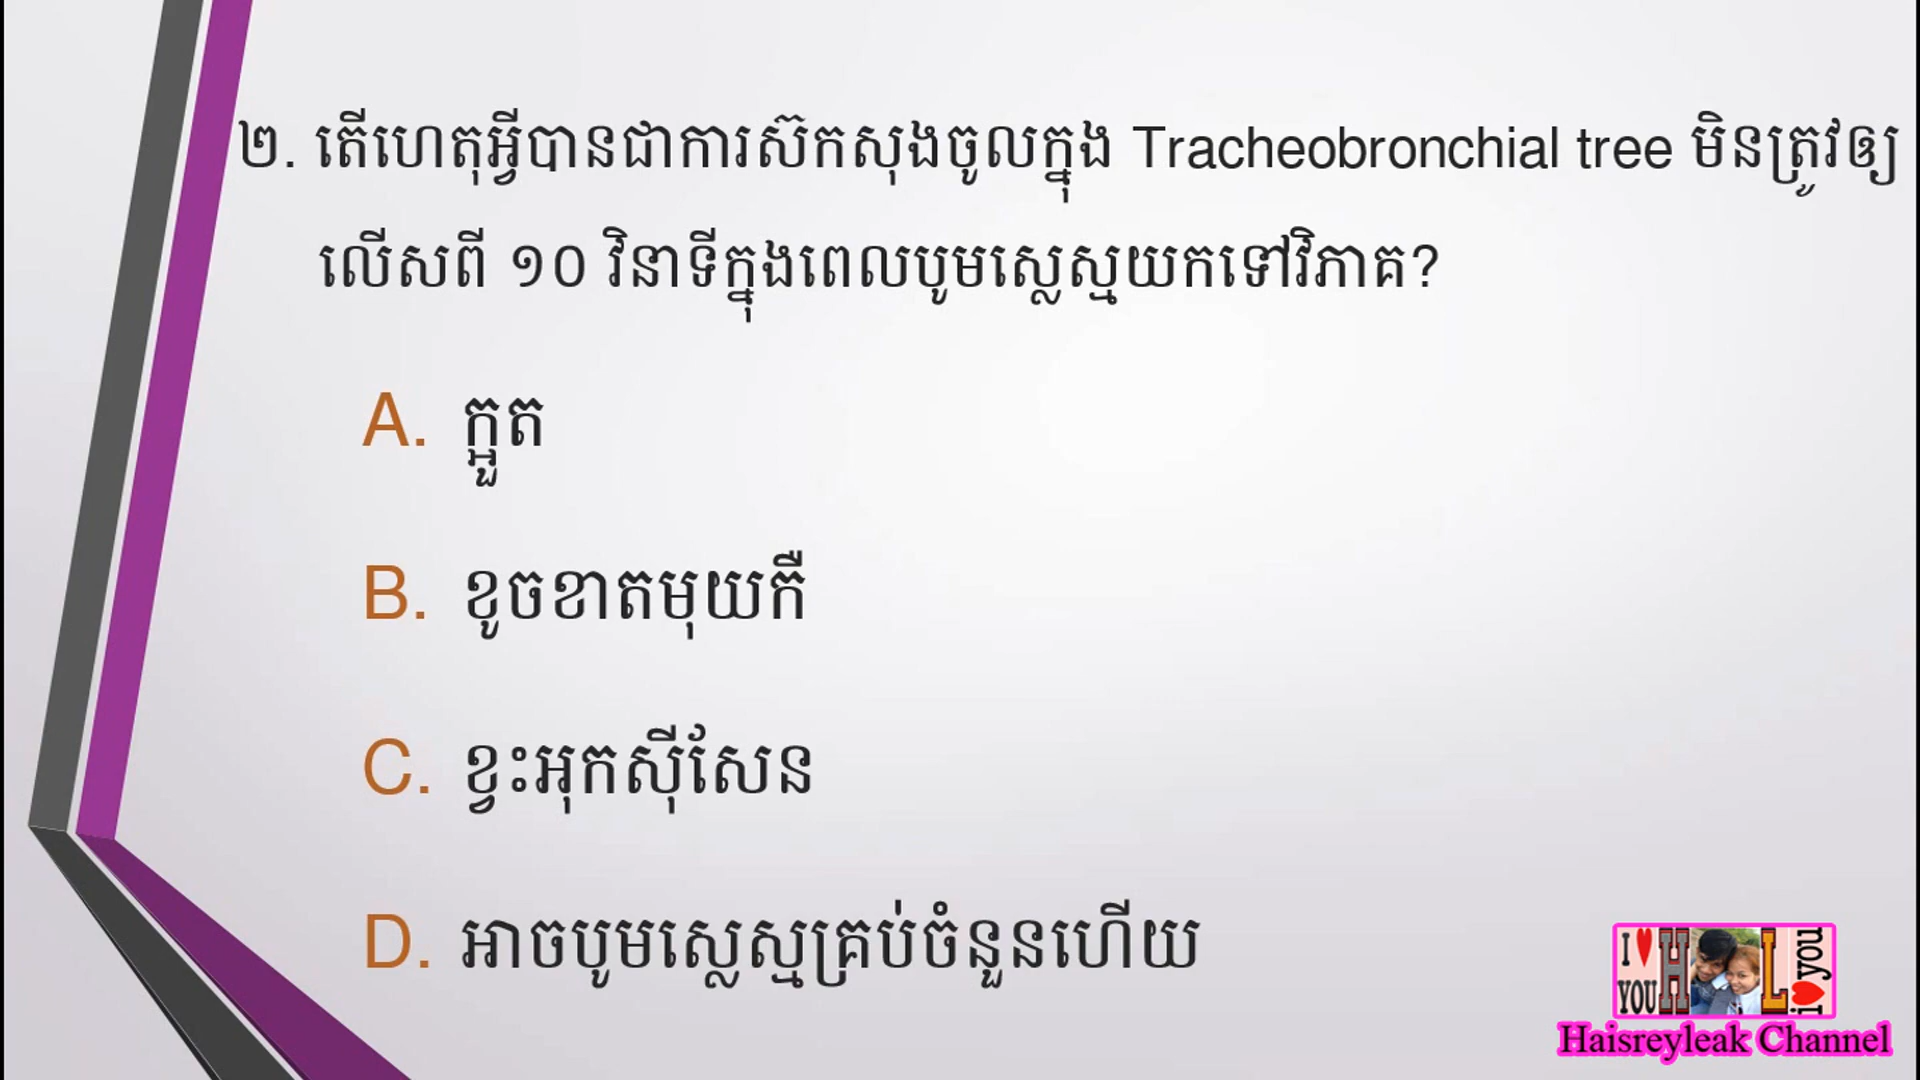 ២. តើហេតុអ្វីបានជាការស៊កសុងចូលក្នុង Tracheobronchial tree មិនត្រូវឲ្យ
លើសពី ១០ វិនាទីក្នុងពេលបូមស្លេស្មយកទៅវិភាគ?
A. ក្អួត
B. ខូចខាតមុយកឺ
C. ខ្វះអុកស៊ីសែន
D. អាចបូមស្លេស្មគ្រប់ចំនួនហើយ
I ♥ YOU H L i ♥ you
Haisreyleak Channel